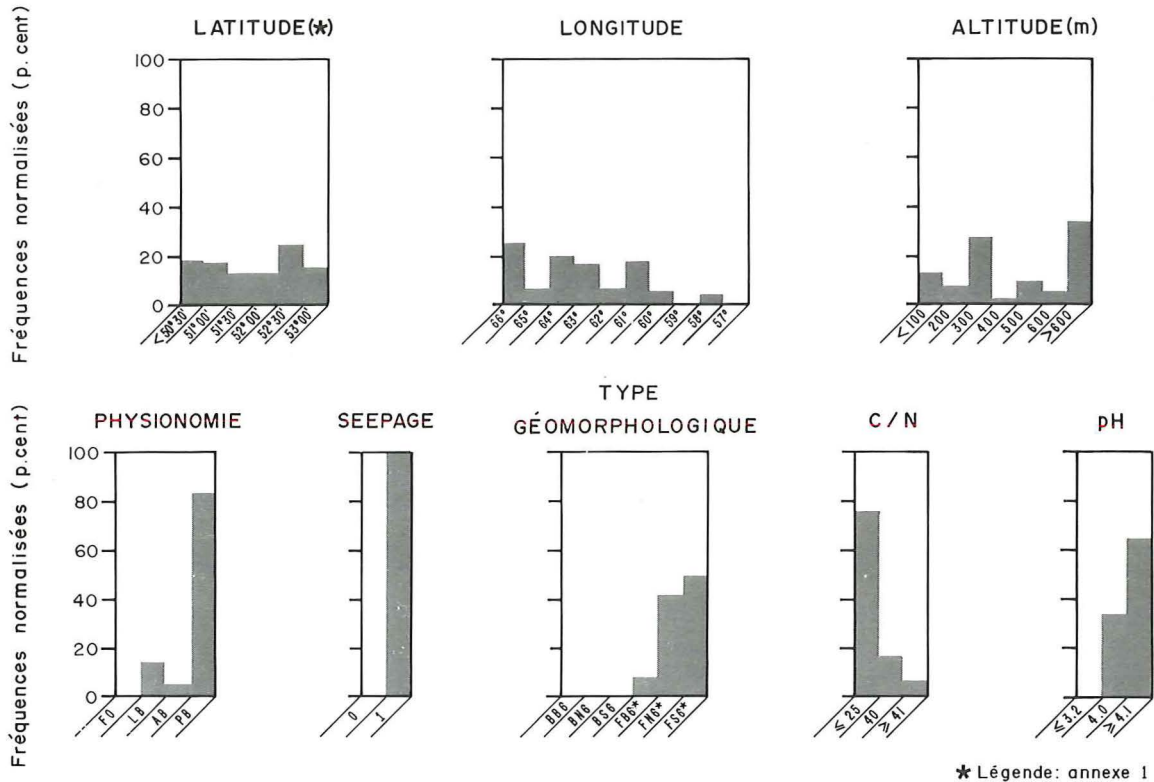 LATITUDE(★) LONGITUDE ALTITUDE(m)
Fréquences normalisées (p. cent)
100
80
60
40
20
0
<50°30' 51°00' 51°30' 52°00' 52°30' 53°00'
66° 65° 64° 63° 62° 61° 60° 59° 58° 57°
<100 200 300 400 500 600 >600
PHYSIONOMIE SEEPAGE TYPE GÉOMORPHOLOGIQUE C/N pH
Fréquences normalisées (p.cent)
100
80
60
40
20
0
FO LB AB PB
0 1
BB6 BN6 BS6 FB6* FN6* FS6*
≤25 40 ≥41
≤3.2 4.0 ≥4.1
★ Légende: annexe 1